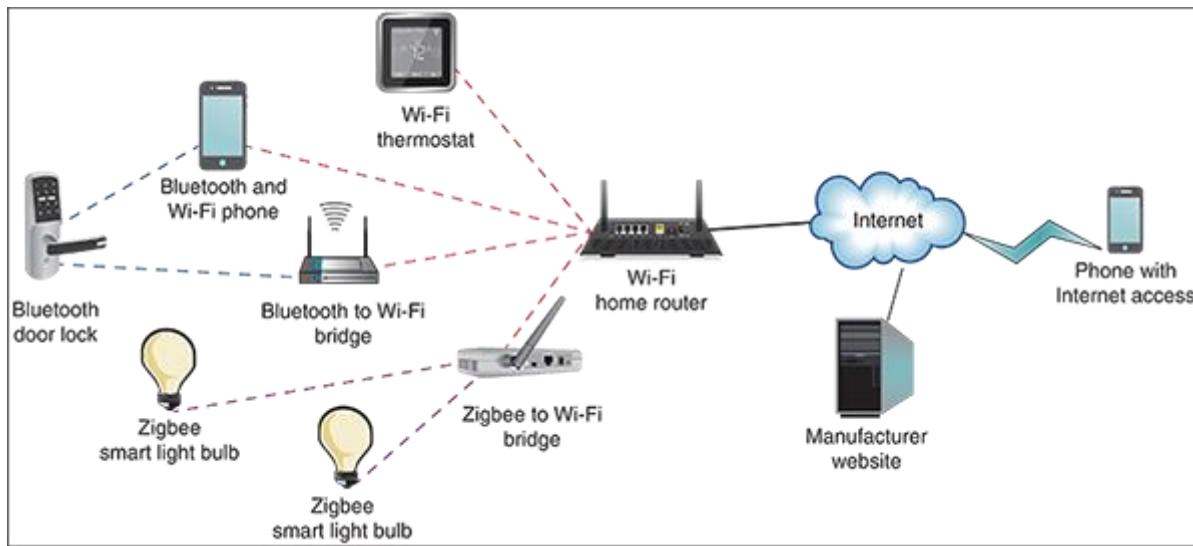 72
Wi-Fi
thermostat
Bluetooth and
Wi-Fi phone
Internet
Bluetooth
door lock
Bluetooth to Wi-Fi
bridge
Wi-Fi
home router
Phone with
Internet access
Zigbee
smart light bulb
Zigbee to Wi-Fi
bridge
Zigbee
smart light bulb
Manufacturer
website